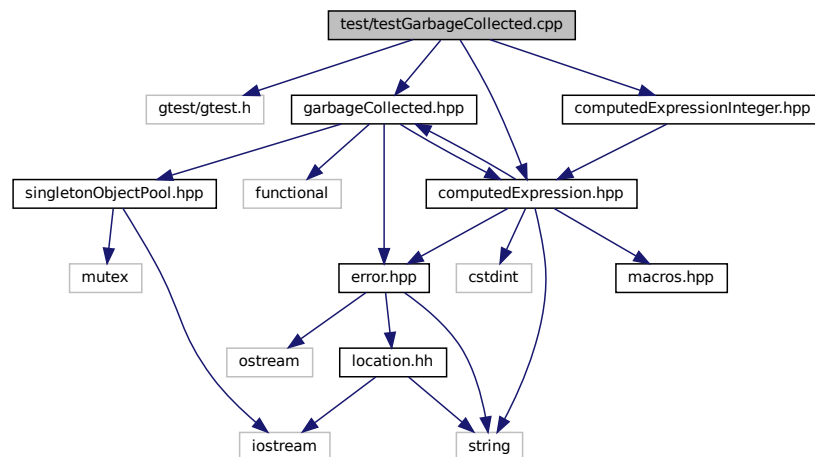 test/testGarbageCollected.cpp
gtest/gtest.h
garbageCollected.hpp
computedExpressionInteger.hpp
singletonObjectPool.hpp
functional
computedExpression.hpp
mutex
error.hpp
cstdint
macros.hpp
ostream
location.hh
iostream
string